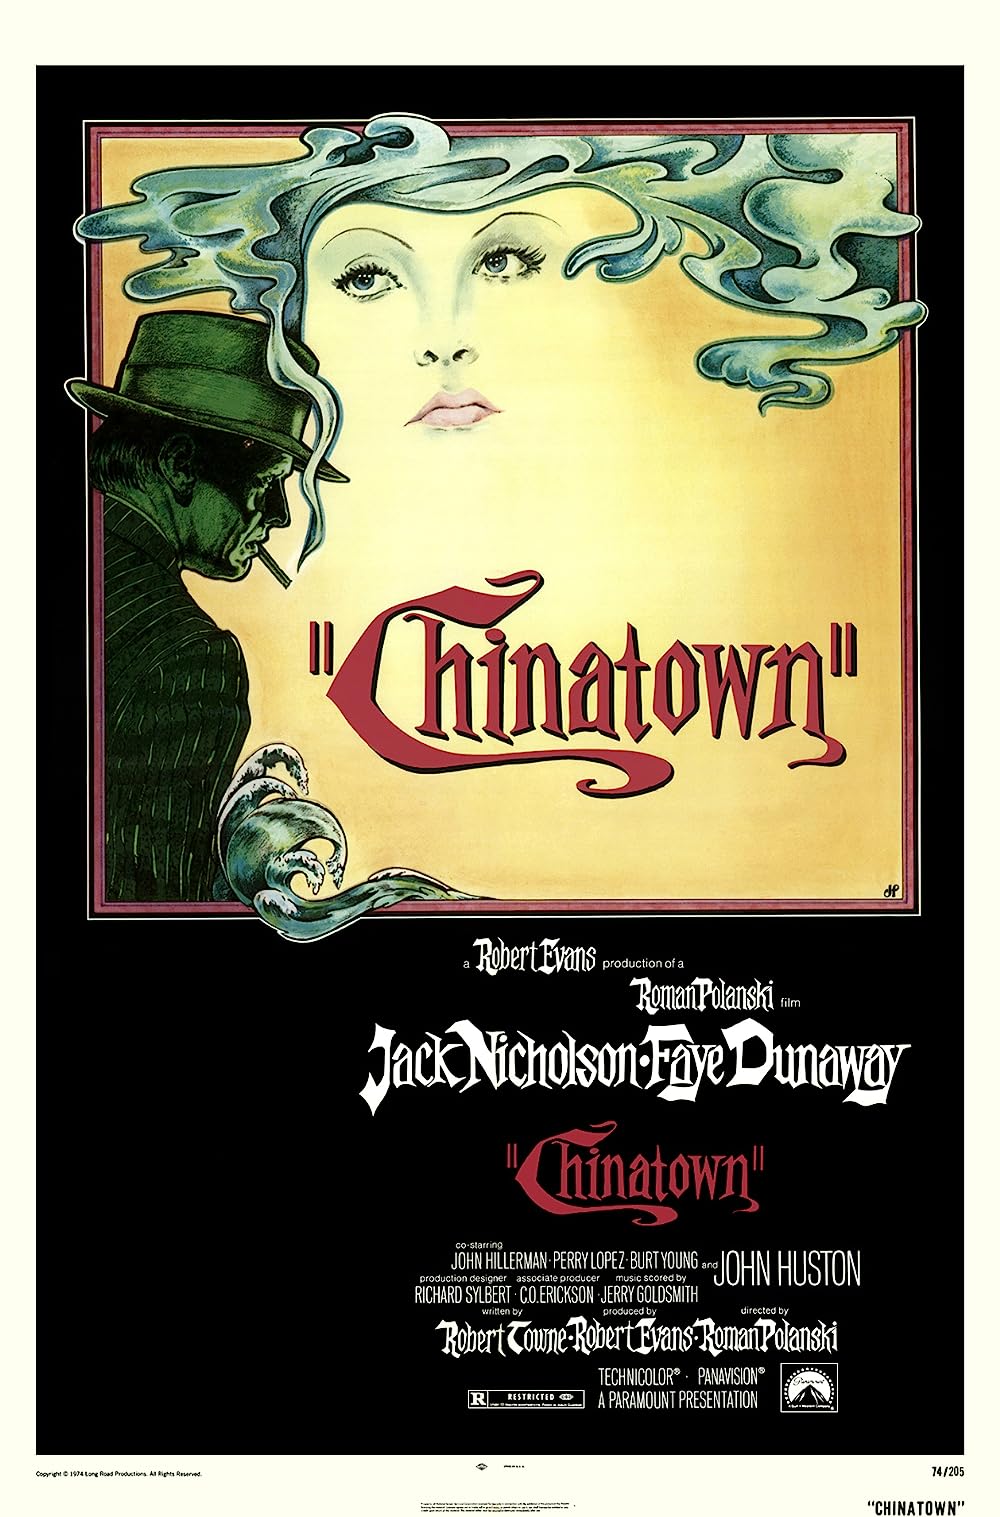 "Chinatown"
JP
a Robert Evans production of a
Roman Polanski film
Jack Nicholson · Faye Dunaway
"Chinatown"
co-starring
JOHN HILLERMAN · PERRY LOPEZ · BURT YOUNG and JOHN HUSTON
production designer associate producer music scored by
RICHARD SYLBERT · C.O. ERICKSON · JERRY GOLDSMITH
written by produced by directed by
Robert Towne · Robert Evans · Roman Polanski
TECHNICOLOR® · PANAVISION®
R RESTRICTED
A PARAMOUNT PRESENTATION
Paramount
Copyright © 1974 Long Road Productions. All Rights Reserved.
74/205
"CHINATOWN"